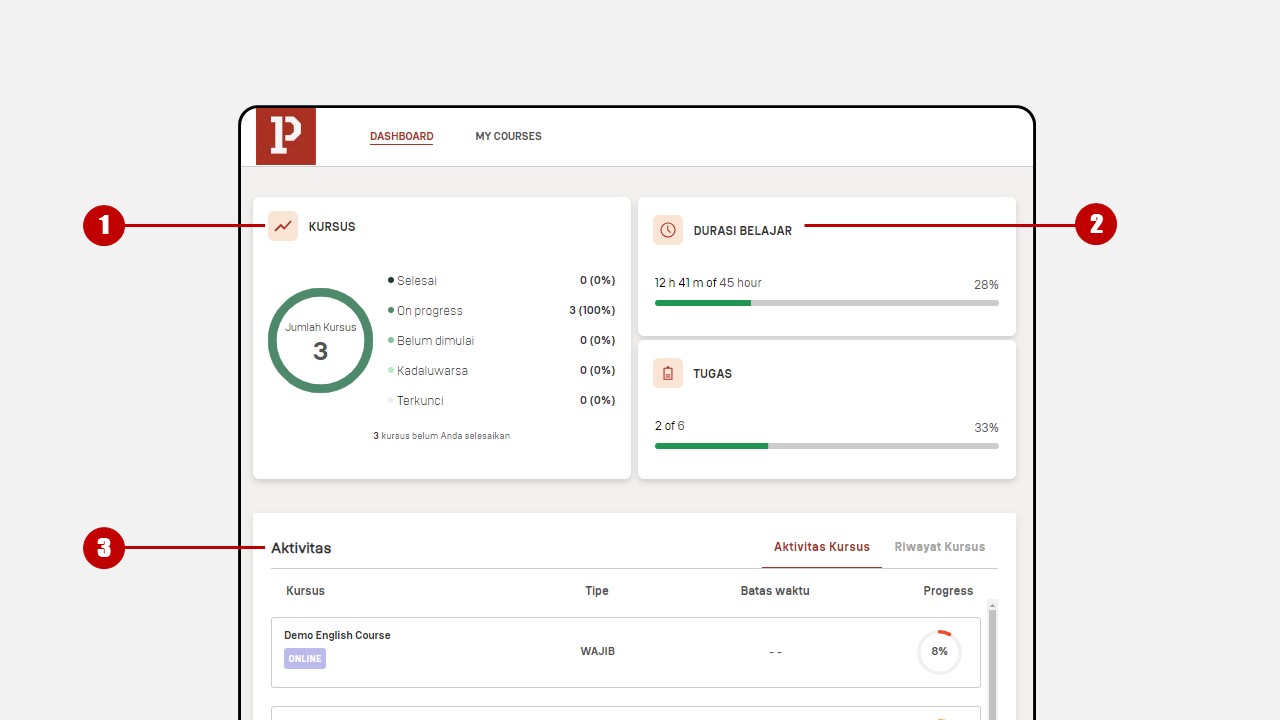 P
DASHBOARD
MY COURSES
1
KURSUS
Selesai 0 (0%)
On progress 3 (100%)
Belum dimulai 0 (0%)
Kadaluwarsa 0 (0%)
Terkunci 0 (0%)
Jumlah Kursus
3
3 kursus belum Anda selesaikan
2
DURASI BELAJAR
12 h 41 m of 45 hour 28%
TUGAS
2 of 6 33%
3
Aktivitas
Aktivitas Kursus Riwayat Kursus
Kursus Tipe Batas waktu Progress
Demo English Course
ONLINE
WAJIB - - 8%